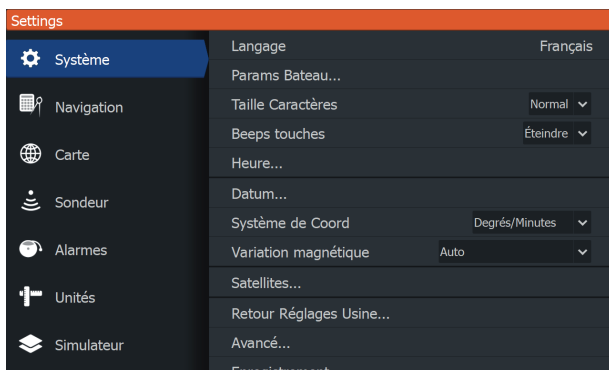 Settings
Système
Navigation
Carte
Sondeur
Alarmes
Unités
Simulateur
Langage Français
Params Bateau...
Taille Caractères Normal
Beeps touches Éteindre
Heure...
Datum...
Système de Coord Degrés/Minutes
Variation magnétique Auto
Satellites...
Retour Réglages Usine...
Avancé...